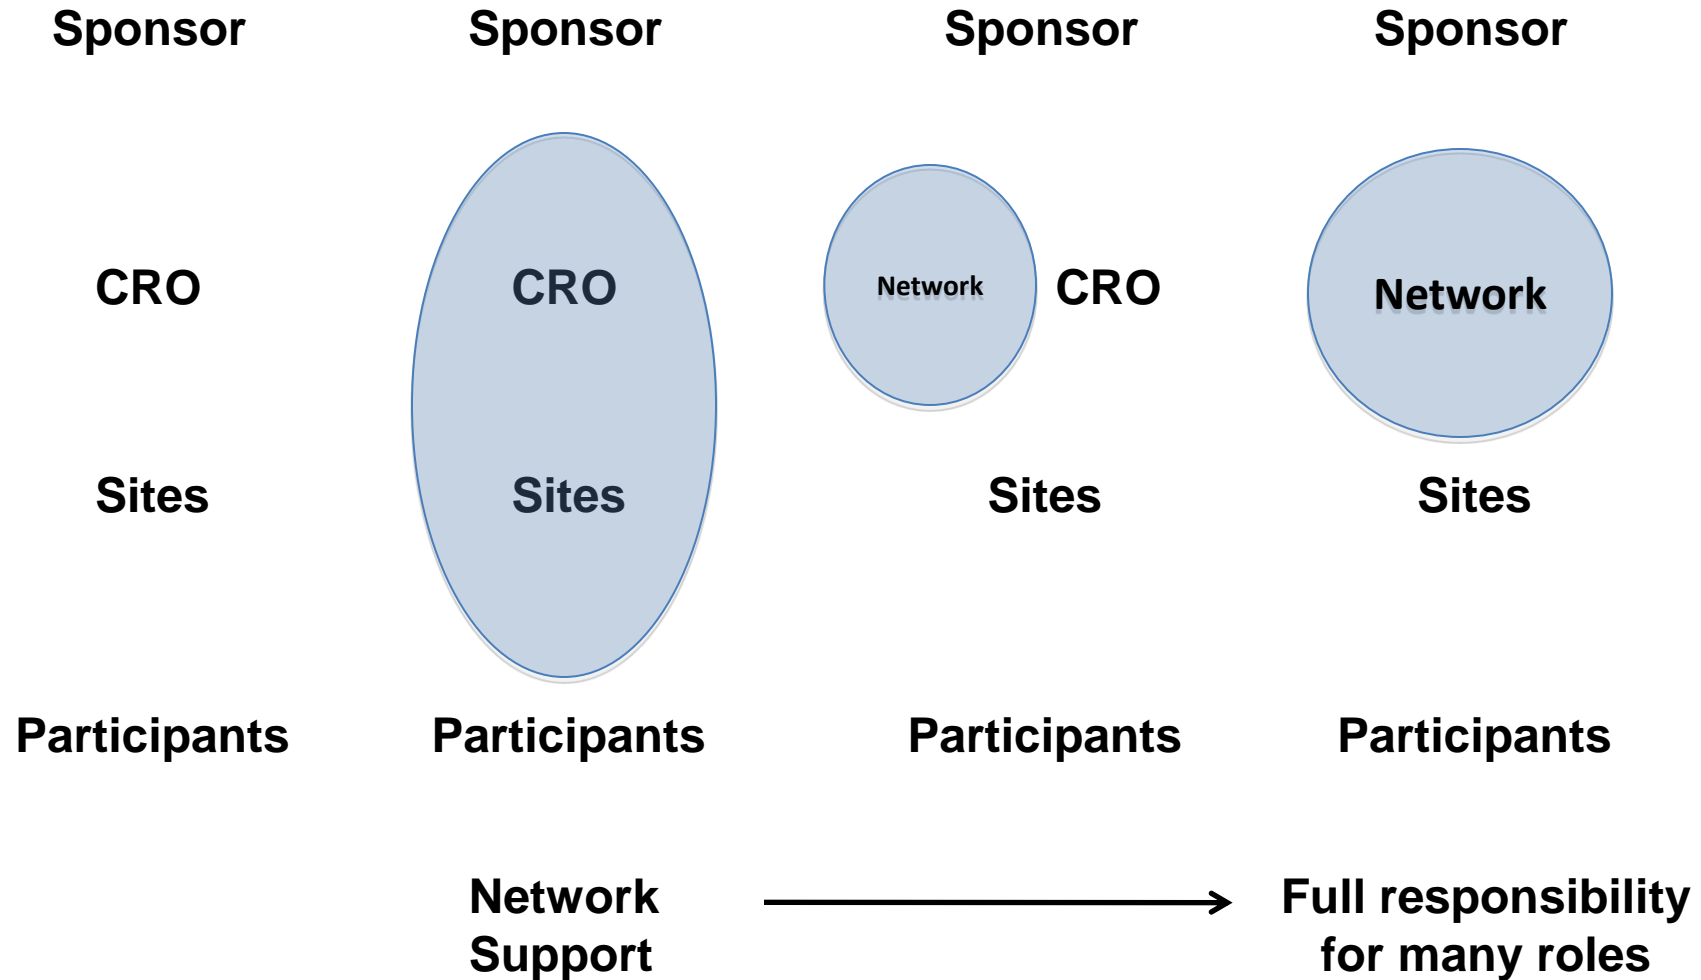 Sponsor Sponsor Sponsor Sponsor
CRO CRO Network CRO Network
Sites Sites Sites Sites
Participants Participants Participants Participants
Network
Support
Full responsibility
for many roles